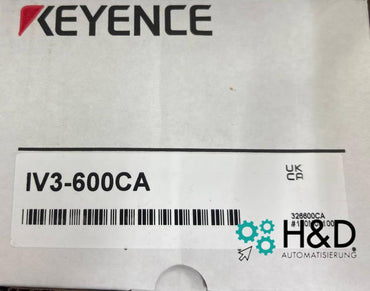 KEYENCE
IV3-600CA
UK
CA
326600CA
H&D
AUTOMATISIERUNG